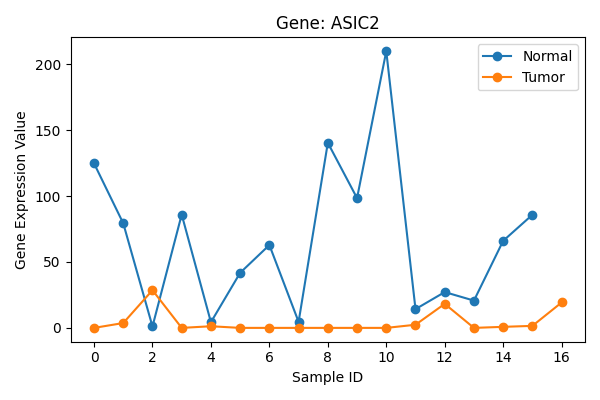 Gene: ASIC2
Normal
Tumor
Gene Expression Value
200
150
100
50
0
0 2 4 6 8 10 12 14 16
Sample ID